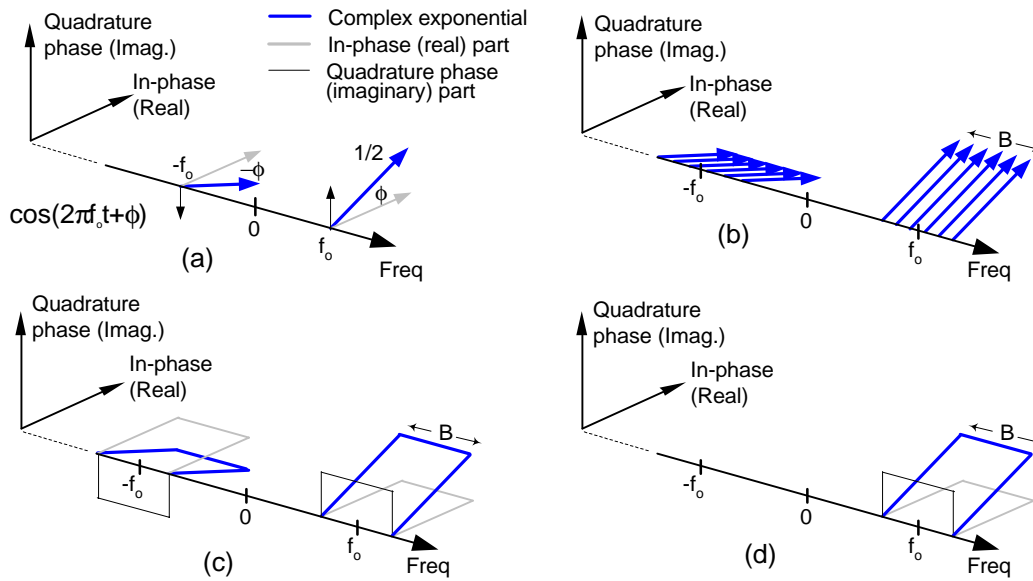 Quadrature
phase (Imag.)
In-phase
(Real)
Complex exponential
In-phase (real) part
Quadrature phase
(imaginary) part
-fo
−ϕ
1/2
ϕ
cos(2πfot+ϕ)
0
fo
Freq
(a)
Quadrature
phase (Imag.)
In-phase
(Real)
B
-fo
0
fo
Freq
(b)
Quadrature
phase (Imag.)
In-phase
(Real)
B
-fo
0
fo
Freq
(c)
Quadrature
phase (Imag.)
In-phase
(Real)
B
-fo
0
fo
Freq
(d)